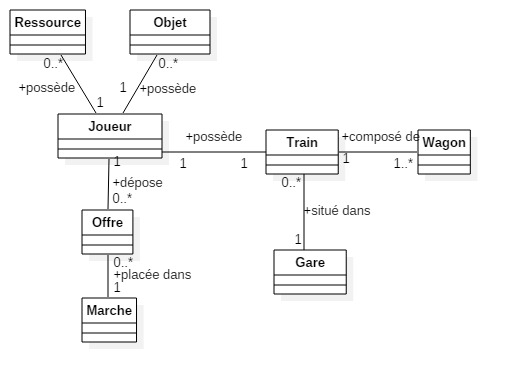 Ressource
Objet
0..*
0..*
+possède
1
+possède
1
Joueur
+possède
Train
+composé de
Wagon
1
1
1
1
1..*
+dépose
0..*
0..*
+situé dans
Offre
1
0..*
Gare
+placée dans
1
Marche